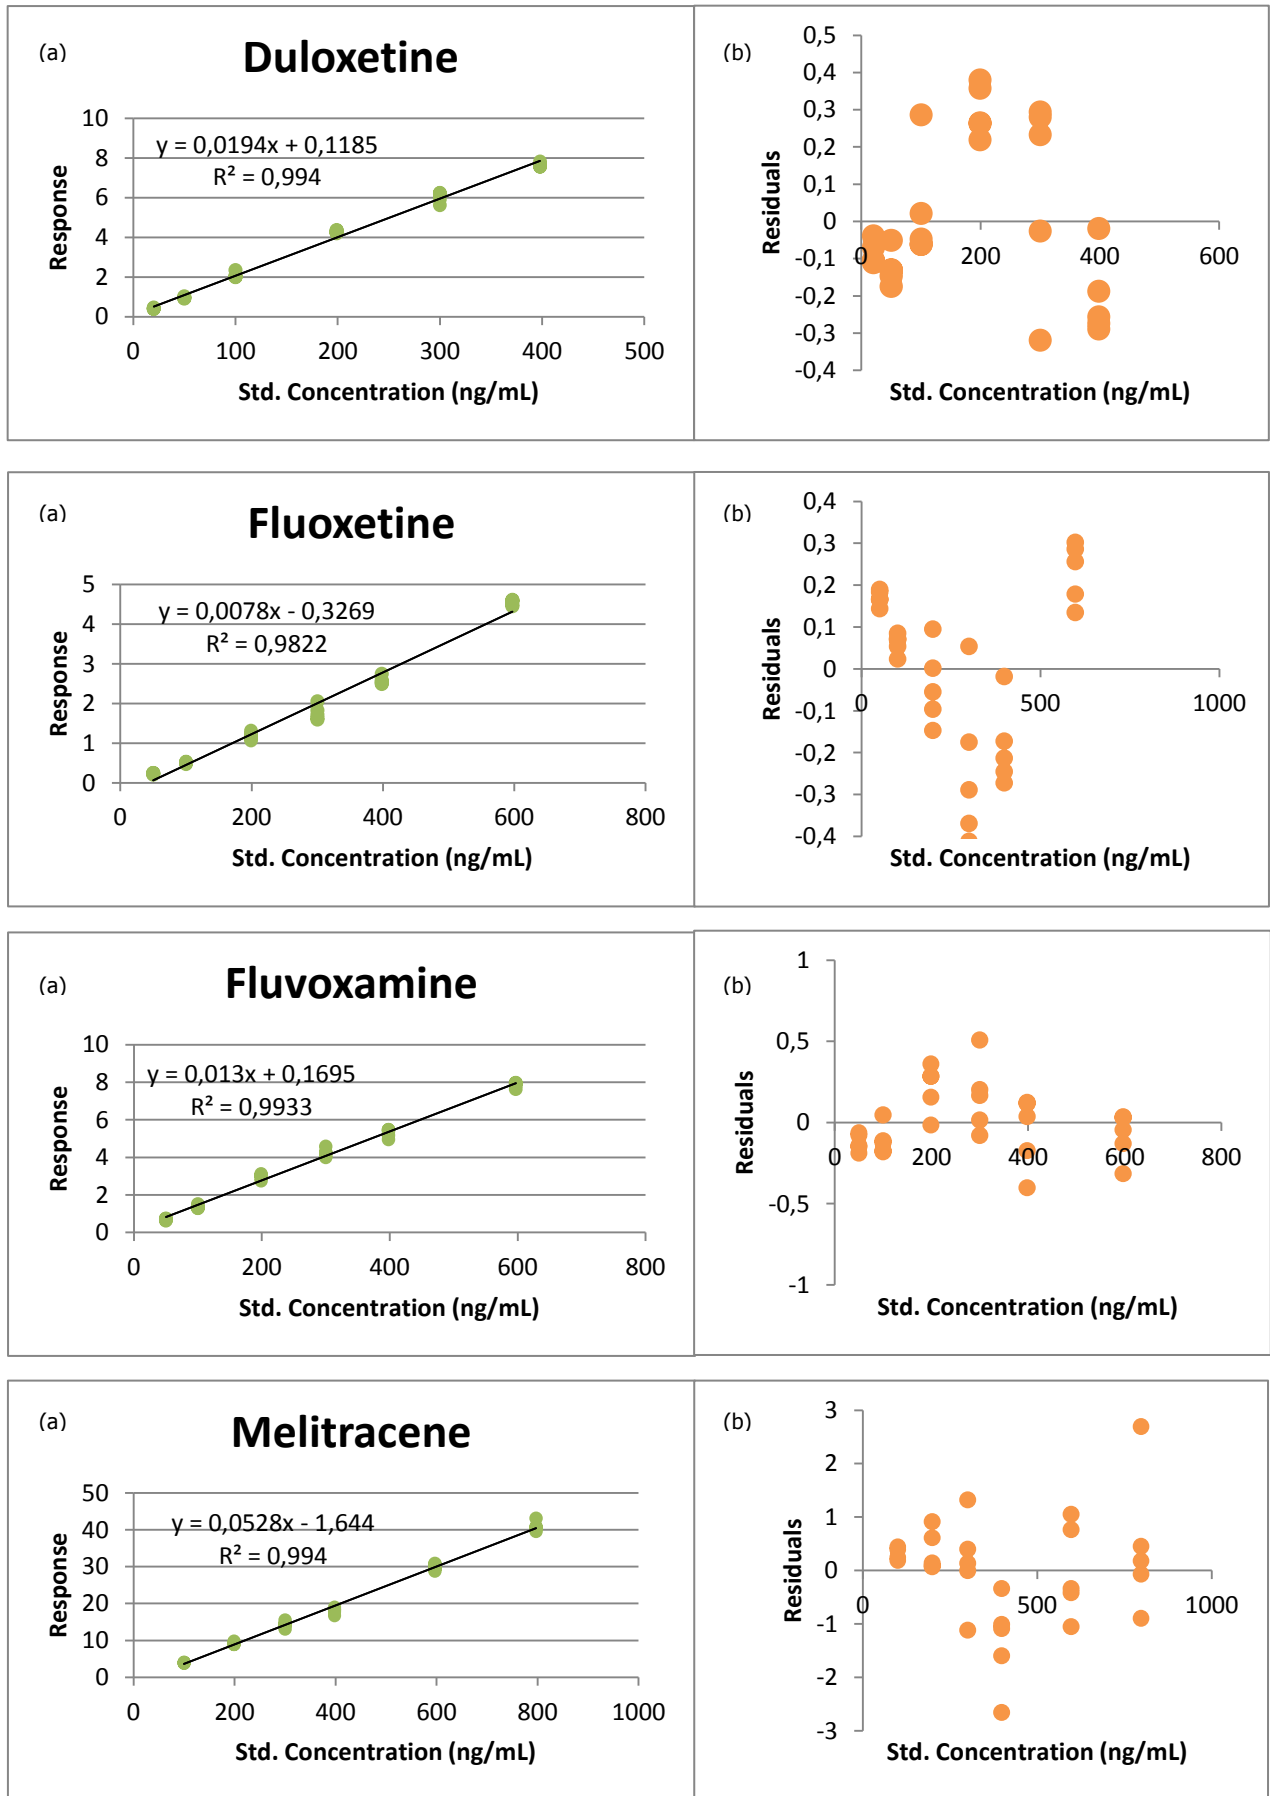 (a)
Duloxetine
10
8
6
4
2
0
y = 0,0194x + 0,1185
R² = 0,994
0 100 200 300 400 500
Response
Std. Concentration (ng/mL)
(b)
0,5
0,4
0,3
0,2
0,1
0
-0,1
-0,2
-0,3
-0,4
0 200 400 600
Residuals
Std. Concentration (ng/mL)
(a)
Fluoxetine
5
4
3
2
1
0
y = 0,0078x - 0,3269
R² = 0,9822
0 200 400 600 800
Response
Std. Concentration (ng/mL)
(b)
0,4
0,3
0,2
0,1
0
-0,1
-0,2
-0,3
-0,4
0 500 1000
Residuals
Std. Concentration (ng/mL)
(a)
Fluvoxamine
10
8
6
4
2
0
y = 0,013x + 0,1695
R² = 0,9933
0 200 400 600 800
Response
Std. Concentration (ng/mL)
(b)
1
0,5
0
-0,5
-1
0 200 400 600 800
Residuals
Std. Concentration (ng/mL)
(a)
Melitracene
50
40
30
20
10
0
y = 0,0528x - 1,644
R² = 0,994
0 200 400 600 800 1000
Response
Std. Concentration (ng/mL)
(b)
3
2
1
0
-1
-2
-3
0 500 1000
Residuals
Std. Concentration (ng/mL)